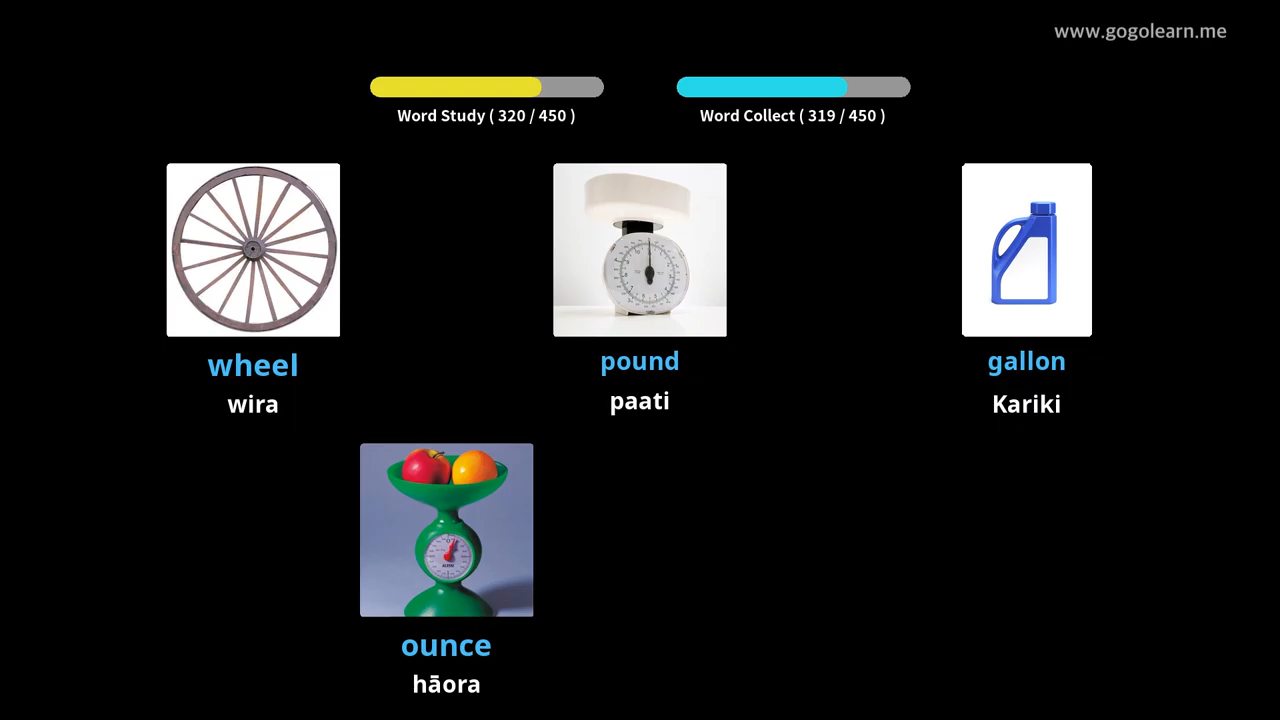 www.gogolearn.me
Word Study ( 320 / 450 )
Word Collect ( 319 / 450 )
wheel
wira
pound
paati
gallon
Kariki
ounce
hāora